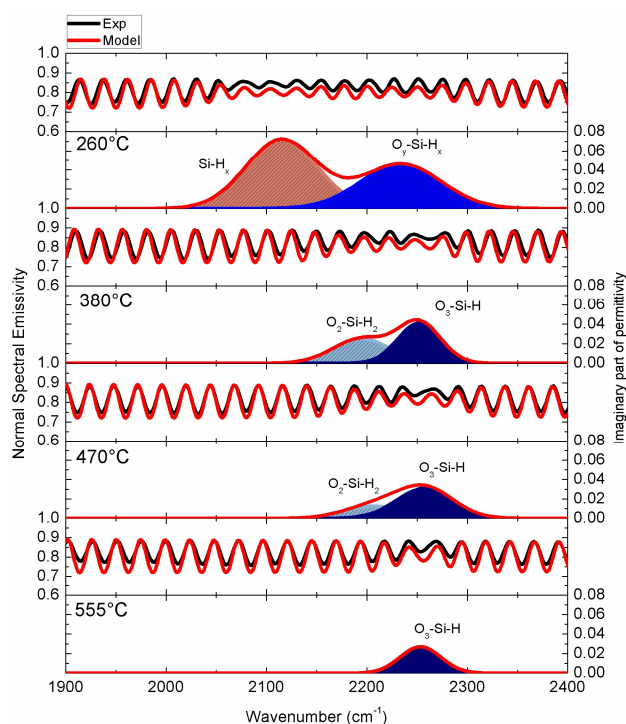 Exp
Model
1.0
0.9
0.8
0.7
0.6 0.08
260°C Si-Hₓ Oᵧ-Si-Hₓ 0.06
0.04
0.02
1.0 0.00
0.9
0.8
0.7
0.6 0.08
380°C O₂-Si-H₂ O₃-Si-H 0.06
0.04
0.02
1.0 0.00
0.9
0.8
0.7
0.6 0.08
470°C O₂-Si-H₂ O₃-Si-H 0.06
0.04
0.02
1.0 0.00
0.9
0.8
0.7
0.6 0.08
555°C O₃-Si-H 0.06
0.04
0.02
0.00
1900 2000 2100 2200 2300 2400
Wavenumber (cm⁻¹)
Normal Spectral Emissivity
Imaginary part of permittivity